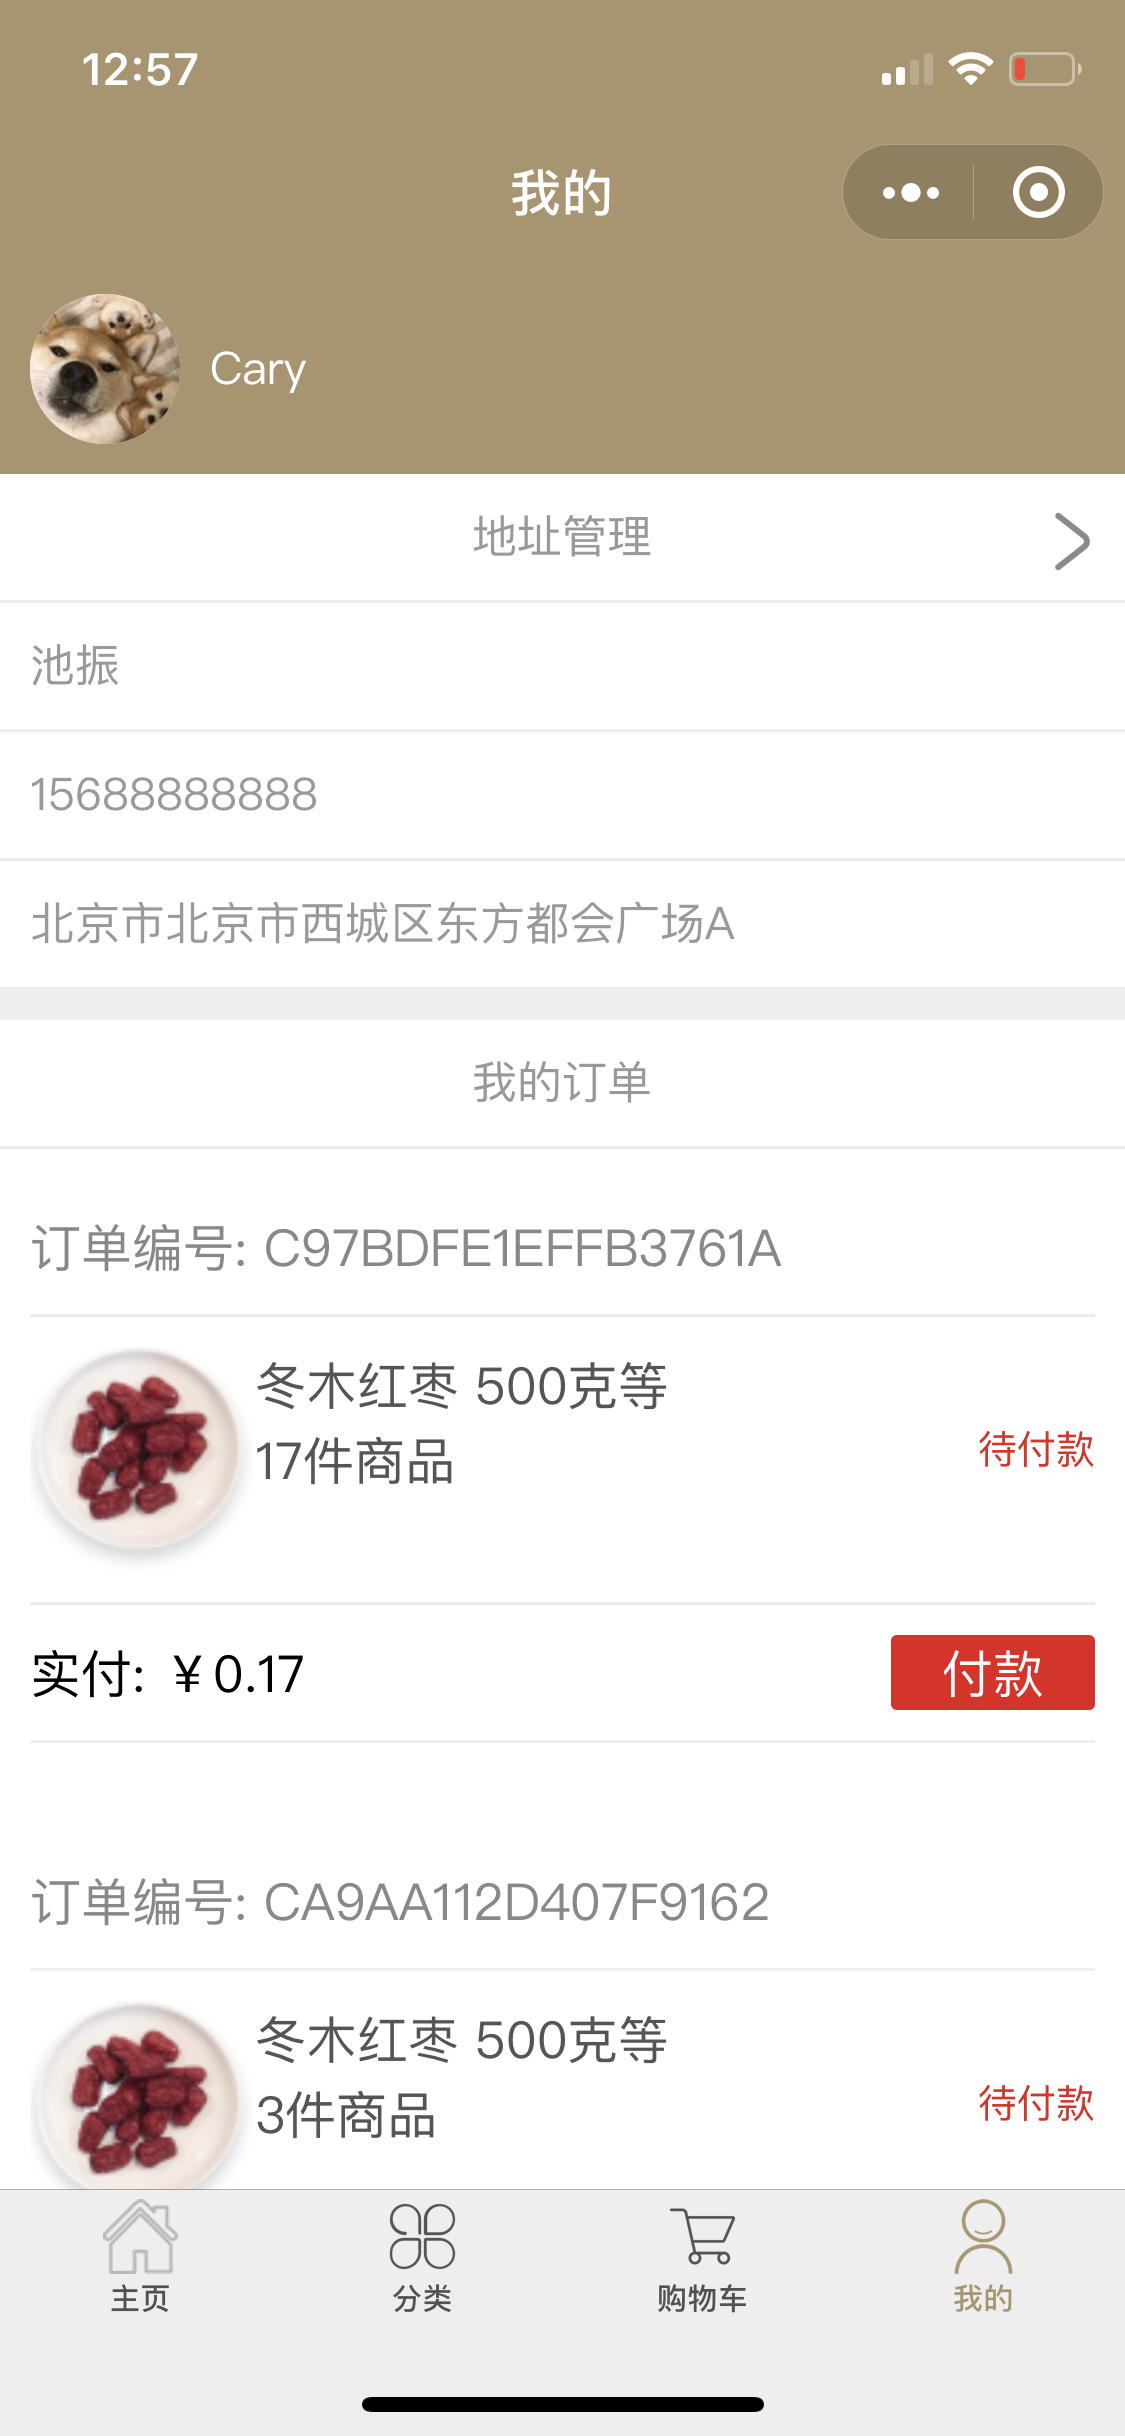 12:57
我的
Cary
地址管理
池振
15688888888
北京市北京市西城区东方都会广场A
我的订单
订单编号: C97BDFE1EFFB3761A
冬木红枣 500克等
17件商品
待付款
实付: ￥0.17
付款
订单编号: CA9AA112D407F9162
冬木红枣 500克等
3件商品
待付款
主页
分类
购物车
我的